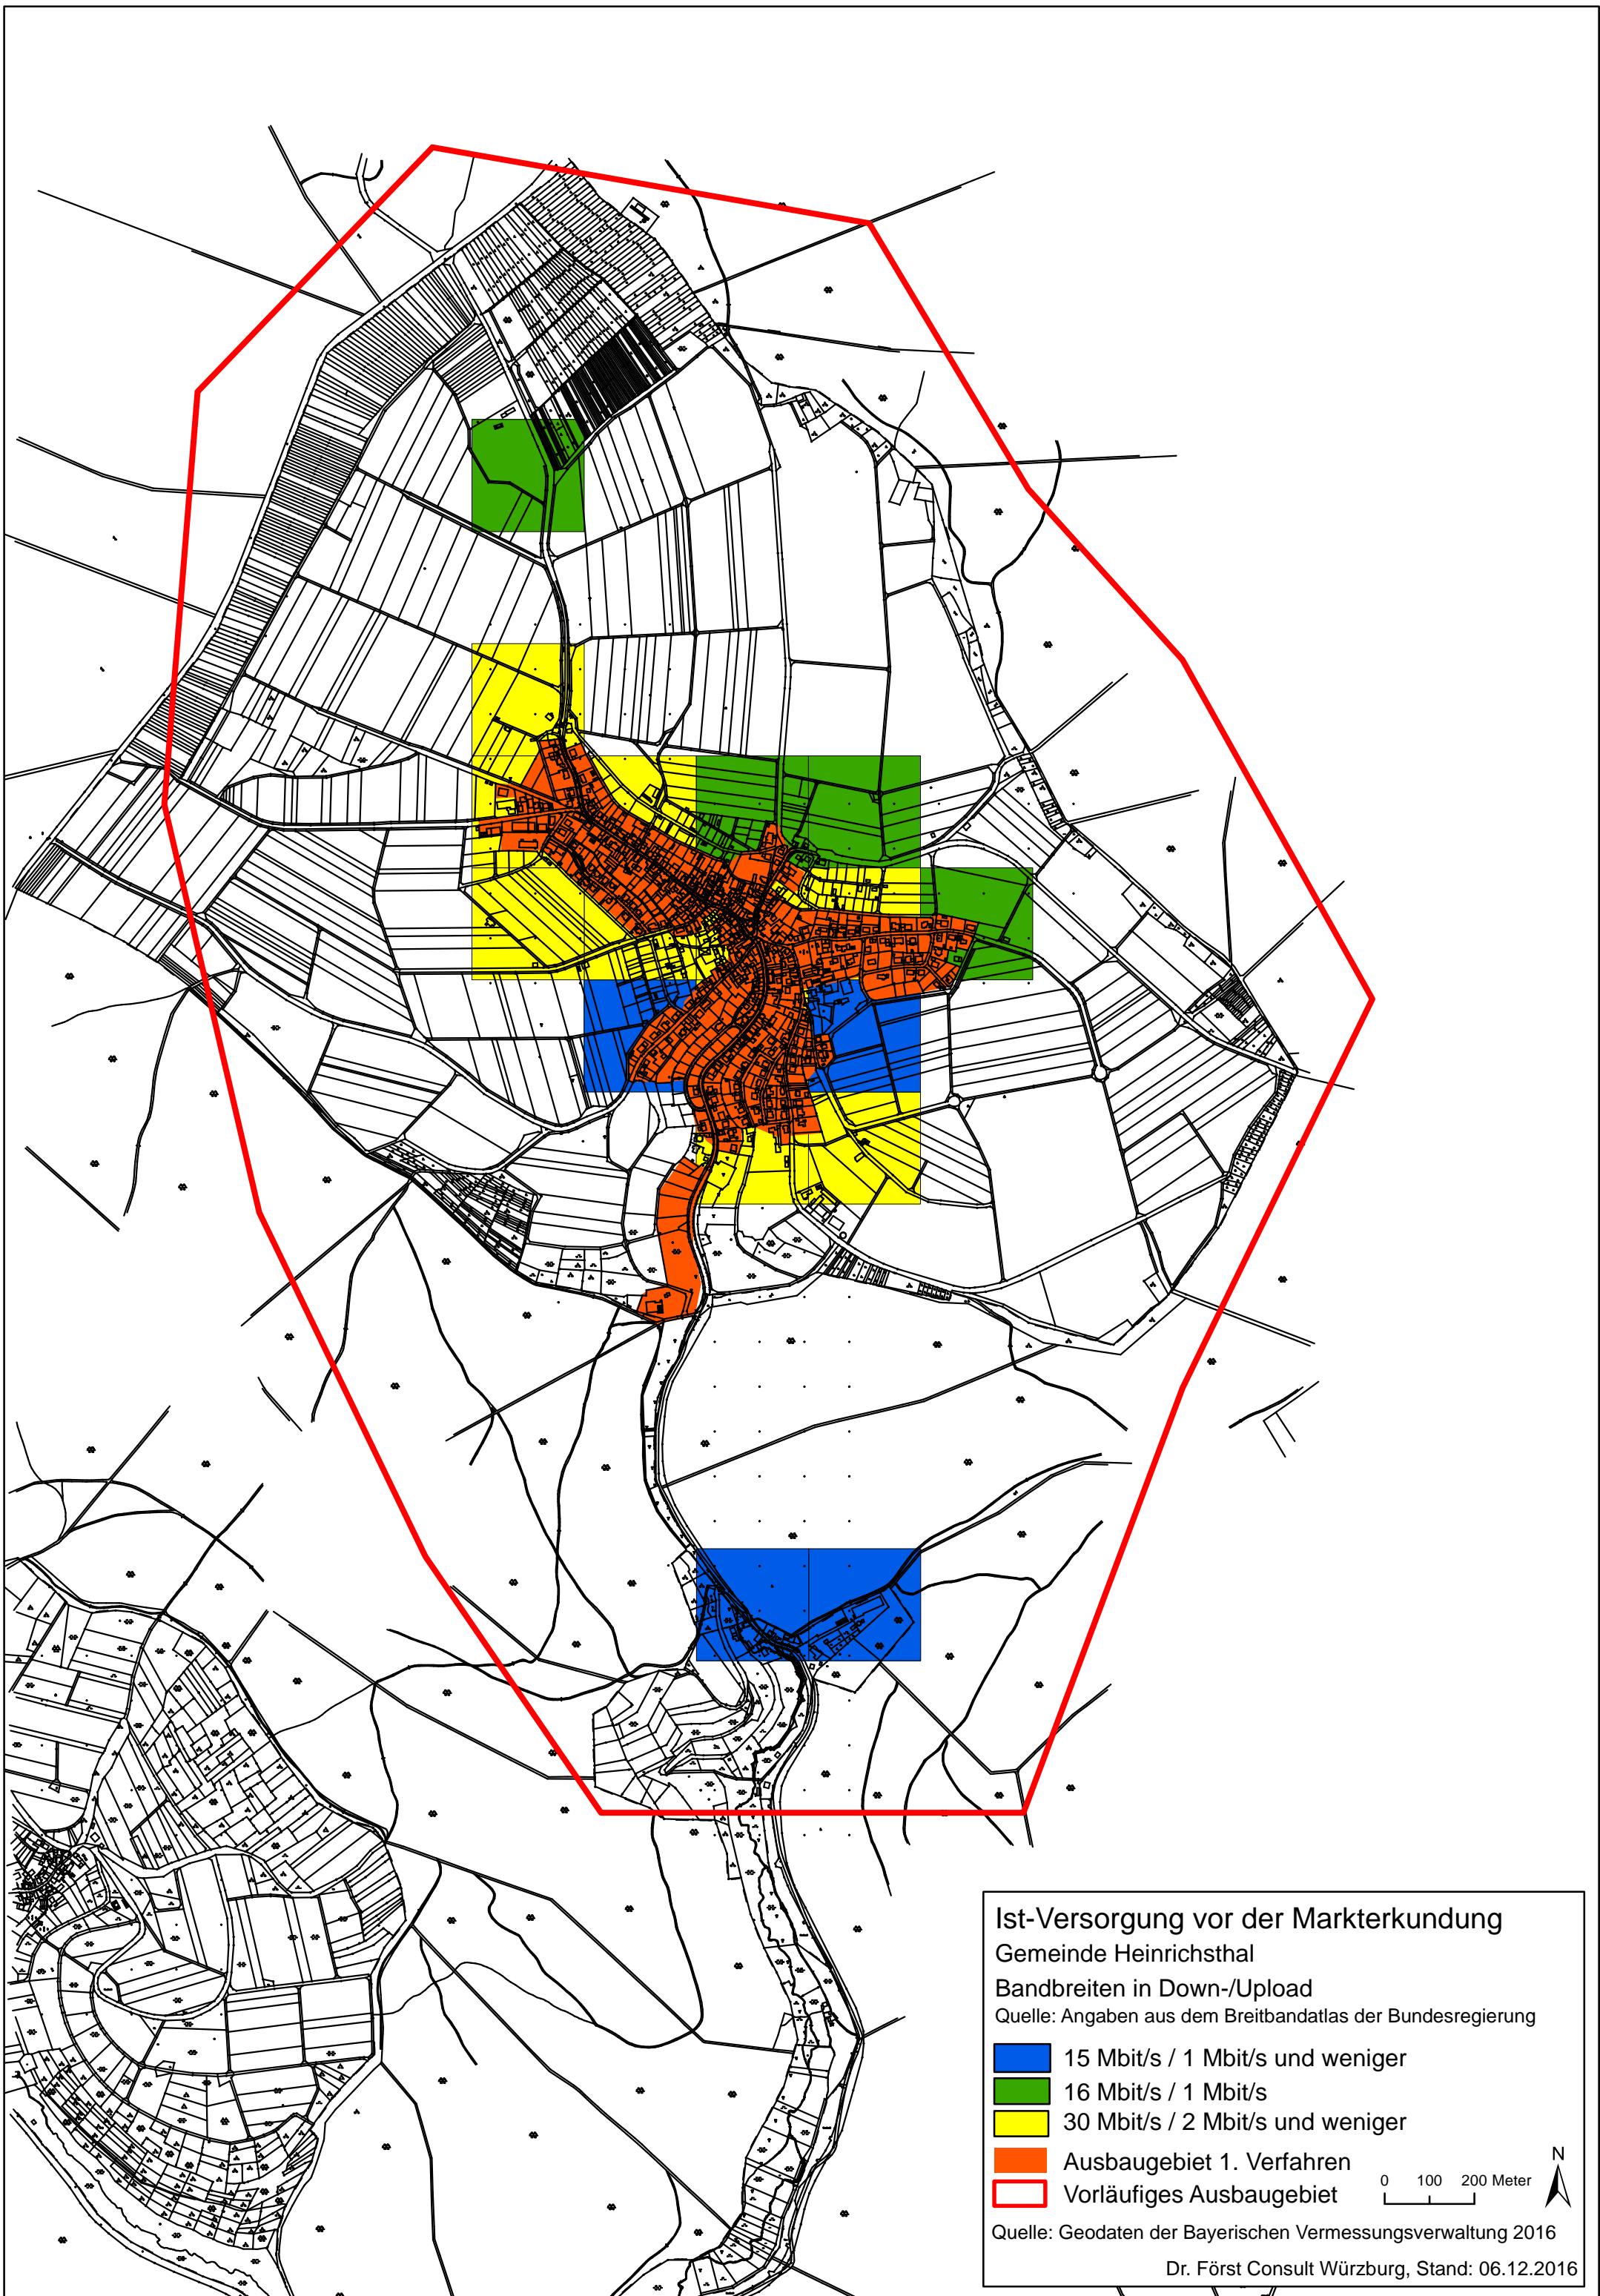 Ist-Versorgung vor der Markterkundung
Gemeinde Heinrichsthal
Bandbreiten in Down-/Upload
Quelle: Angaben aus dem Breitbandatlas der Bundesregierung
15 Mbit/s / 1 Mbit/s und weniger
16 Mbit/s / 1 Mbit/s
30 Mbit/s / 2 Mbit/s und weniger
Ausbaugebiet 1. Verfahren
Vorläufiges Ausbaugebiet
0 100 200 Meter
N
Quelle: Geodaten der Bayerischen Vermessungsverwaltung 2016
Dr. Först Consult Würzburg, Stand: 06.12.2016